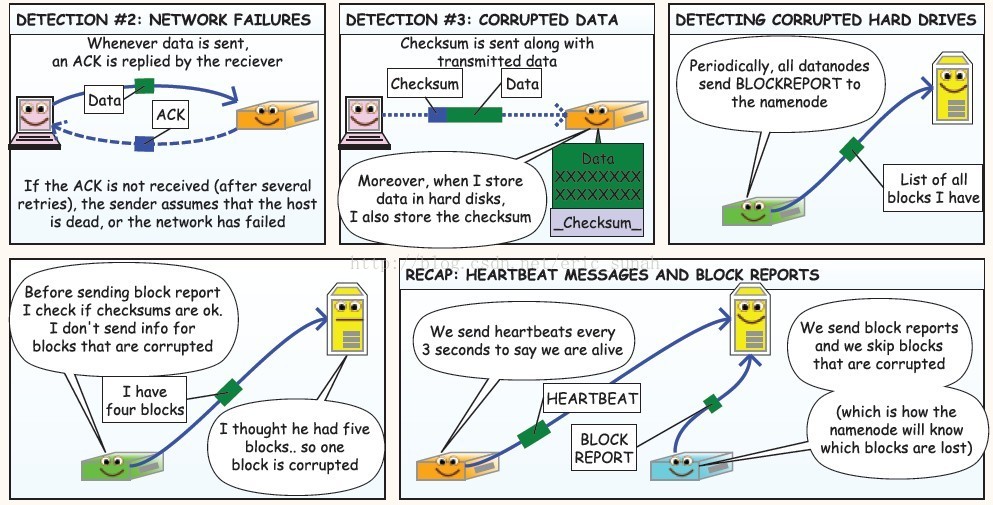 DETECTION #2: NETWORK FAILURES
Whenever data is sent,
an ACK is replied by the reciever
Data
ACK
If the ACK is not received (after several
retries), the sender assumes that the host
is dead, or the network has failed
DETECTION #3: CORRUPTED DATA
Checksum is sent along with
transmitted data
Checksum
Data
Moreover, when I store
data in hard disks,
I also store the checksum
Data
XXXXXXXX
XXXXXXXX
_Checksum_
DETECTING CORRUPTED HARD DRIVES
Periodically, all datanodes
send BLOCKREPORT to
the namenode
List of all
blocks I have
http://blog.csdn.net/eric_sunah
Before sending block report
I check if checksums are ok.
I don't send info for
blocks that are corrupted
I have
four blocks
I thought he had five
blocks.. so one
block is corrupted
RECAP: HEARTBEAT MESSAGES AND BLOCK REPORTS
We send heartbeats every
3 seconds to say we are alive
HEARTBEAT
BLOCK
REPORT
We send block reports
and we skip blocks
that are corrupted
(which is how the
namenode will know
which blocks are lost)